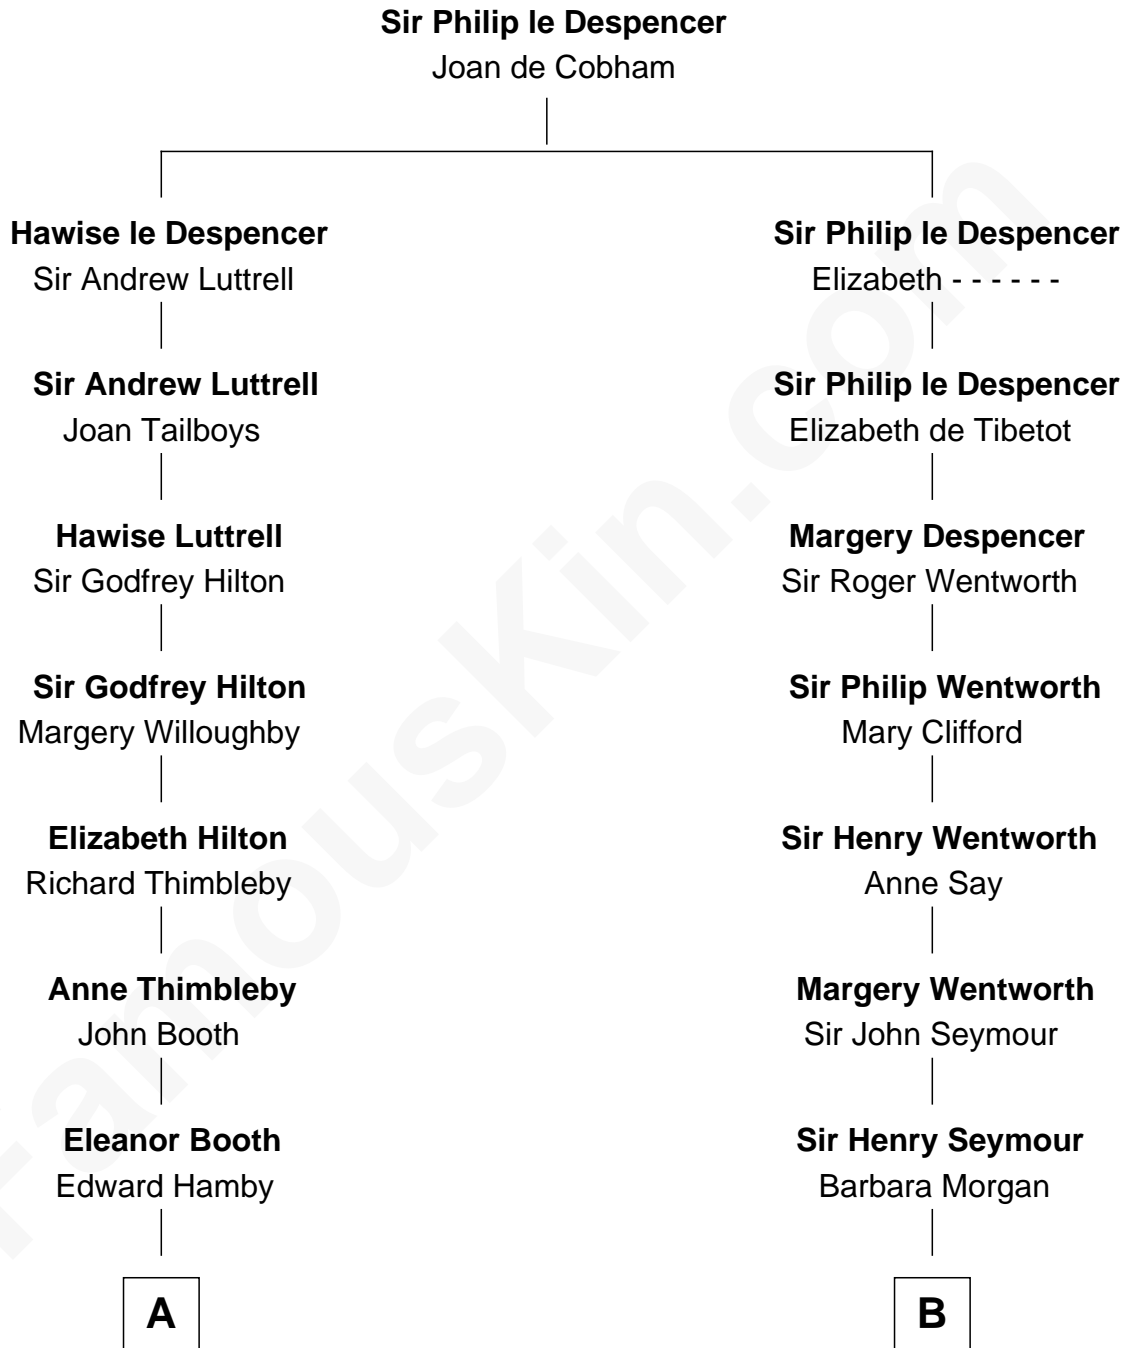 Sir Philip le Despencer
Joan de Cobham
Hawise le Despencer
Sir Andrew Luttrell
Sir Philip le Despencer
Elizabeth - - - - - -
Sir Andrew Luttrell
Joan Tailboys
Sir Philip le Despencer
Elizabeth de Tibetot
Hawise Luttrell
Sir Godfrey Hilton
Margery Despencer
Sir Roger Wentworth
Sir Godfrey Hilton
Margery Willoughby
Sir Philip Wentworth
Mary Clifford
Elizabeth Hilton
Richard Thimbleby
Sir Henry Wentworth
Anne Say
Anne Thimbleby
John Booth
Margery Wentworth
Sir John Seymour
Eleanor Booth
Edward Hamby
Sir Henry Seymour
Barbara Morgan
A
B
FamousKin.com